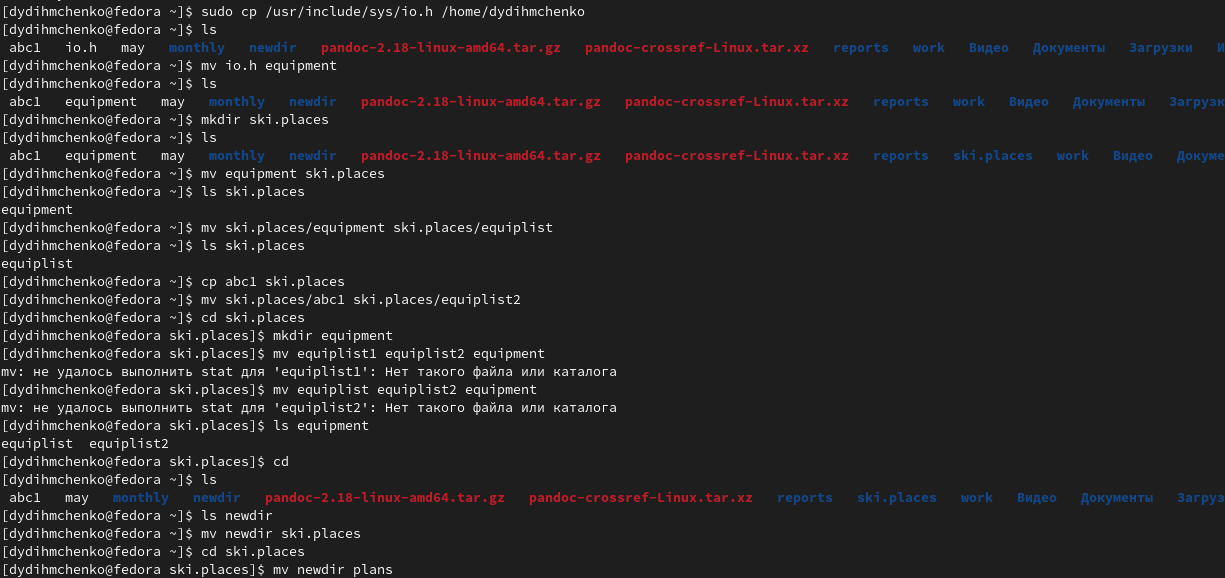 [dydihmchenko@fedora ~]$ sudo cp /usr/include/sys/io.h /home/dydihmchenko
[dydihmchenko@fedora ~]$ ls
abc1 io.h may monthly newdir pandoc-2.18-linux-amd64.tar.gz pandoc-crossref-Linux.tar.xz reports work Видео Документы Загрузки И
[dydihmchenko@fedora ~]$ mv io.h equipment
[dydihmchenko@fedora ~]$ ls
abc1 equipment may monthly newdir pandoc-2.18-linux-amd64.tar.gz pandoc-crossref-Linux.tar.xz reports work Видео Документы Загрузк
[dydihmchenko@fedora ~]$ mkdir ski.places
[dydihmchenko@fedora ~]$ ls
abc1 equipment may monthly newdir pandoc-2.18-linux-amd64.tar.gz pandoc-crossref-Linux.tar.xz reports ski.places work Видео Докуме
[dydihmchenko@fedora ~]$ mv equipment ski.places
[dydihmchenko@fedora ~]$ ls ski.places
equipment
[dydihmchenko@fedora ~]$ mv ski.places/equipment ski.places/equiplist
[dydihmchenko@fedora ~]$ ls ski.places
equiplist
[dydihmchenko@fedora ~]$ cp abc1 ski.places
[dydihmchenko@fedora ~]$ mv ski.places/abc1 ski.places/equiplist2
[dydihmchenko@fedora ~]$ cd ski.places
[dydihmchenko@fedora ski.places]$ mkdir equipment
[dydihmchenko@fedora ski.places]$ mv equiplist1 equiplist2 equipment
mv: не удалось выполнить stat для 'equiplist1': Нет такого файла или каталога
[dydihmchenko@fedora ski.places]$ mv equiplist equiplist2 equipment
mv: не удалось выполнить stat для 'equiplist2': Нет такого файла или каталога
[dydihmchenko@fedora ski.places]$ ls equipment
equiplist equiplist2
[dydihmchenko@fedora ski.places]$ cd
[dydihmchenko@fedora ~]$ ls
abc1 may monthly newdir pandoc-2.18-linux-amd64.tar.gz pandoc-crossref-Linux.tar.xz reports ski.places work Видео Документы Загруз
[dydihmchenko@fedora ~]$ ls newdir
[dydihmchenko@fedora ~]$ mv newdir ski.places
[dydihmchenko@fedora ~]$ cd ski.places
[dydihmchenko@fedora ski.places]$ mv newdir plans